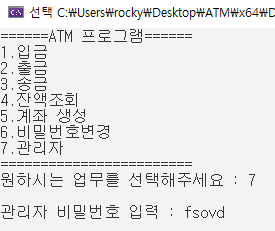 선택 C:₩Users₩rocky₩Desktop₩ATM₩x64₩D
======ATM 프로그램======
1.입금
2.출금
3.송금
4.잔액조회
5.계좌 생성
6.비밀번호변경
7.관리자
========================
원하시는 업무를 선택해주세요 : 7
관리자 비밀번호 입력 : fsovd